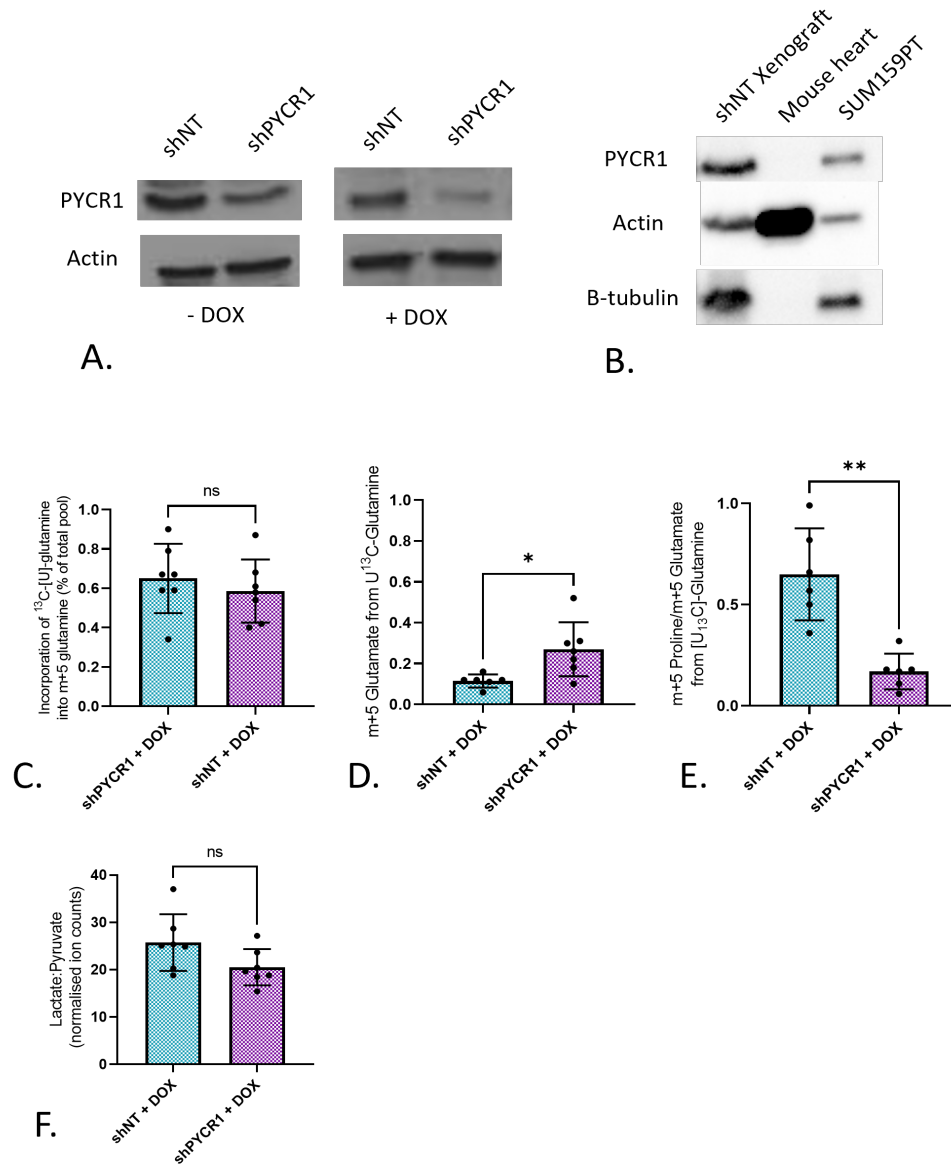 shNT
shPYCR1
shNT
shPYCR1
PYCR1
Actin
- DOX
+ DOX
A.
shNT Xenograft
Mouse heart
SUM159PT
PYCR1
Actin
B-tubulin
B.
Incorporation of ¹³C-[U]-glutamine
into m+5 glutamine (% of total pool)
1.0
0.8
0.6
0.4
0.2
0.0
ns
shPYCR1 + DOX
shNT + DOX
C.
m+5 Glutamate from U¹³C-Glutamine
1.0
0.8
0.6
0.4
0.2
0.0
*
shNT + DOX
shPYCR1 + DOX
D.
m+5 Proline/m+5 Glutamate
from [U₁₃C]-Glutamine
1.0
0.5
0.0
**
shNT + DOX
shPYCR1 + DOX
E.
Lactate:Pyruvate
(normalised ion counts)
40
30
20
10
0
ns
shNT + DOX
shPYCR1 + DOX
F.